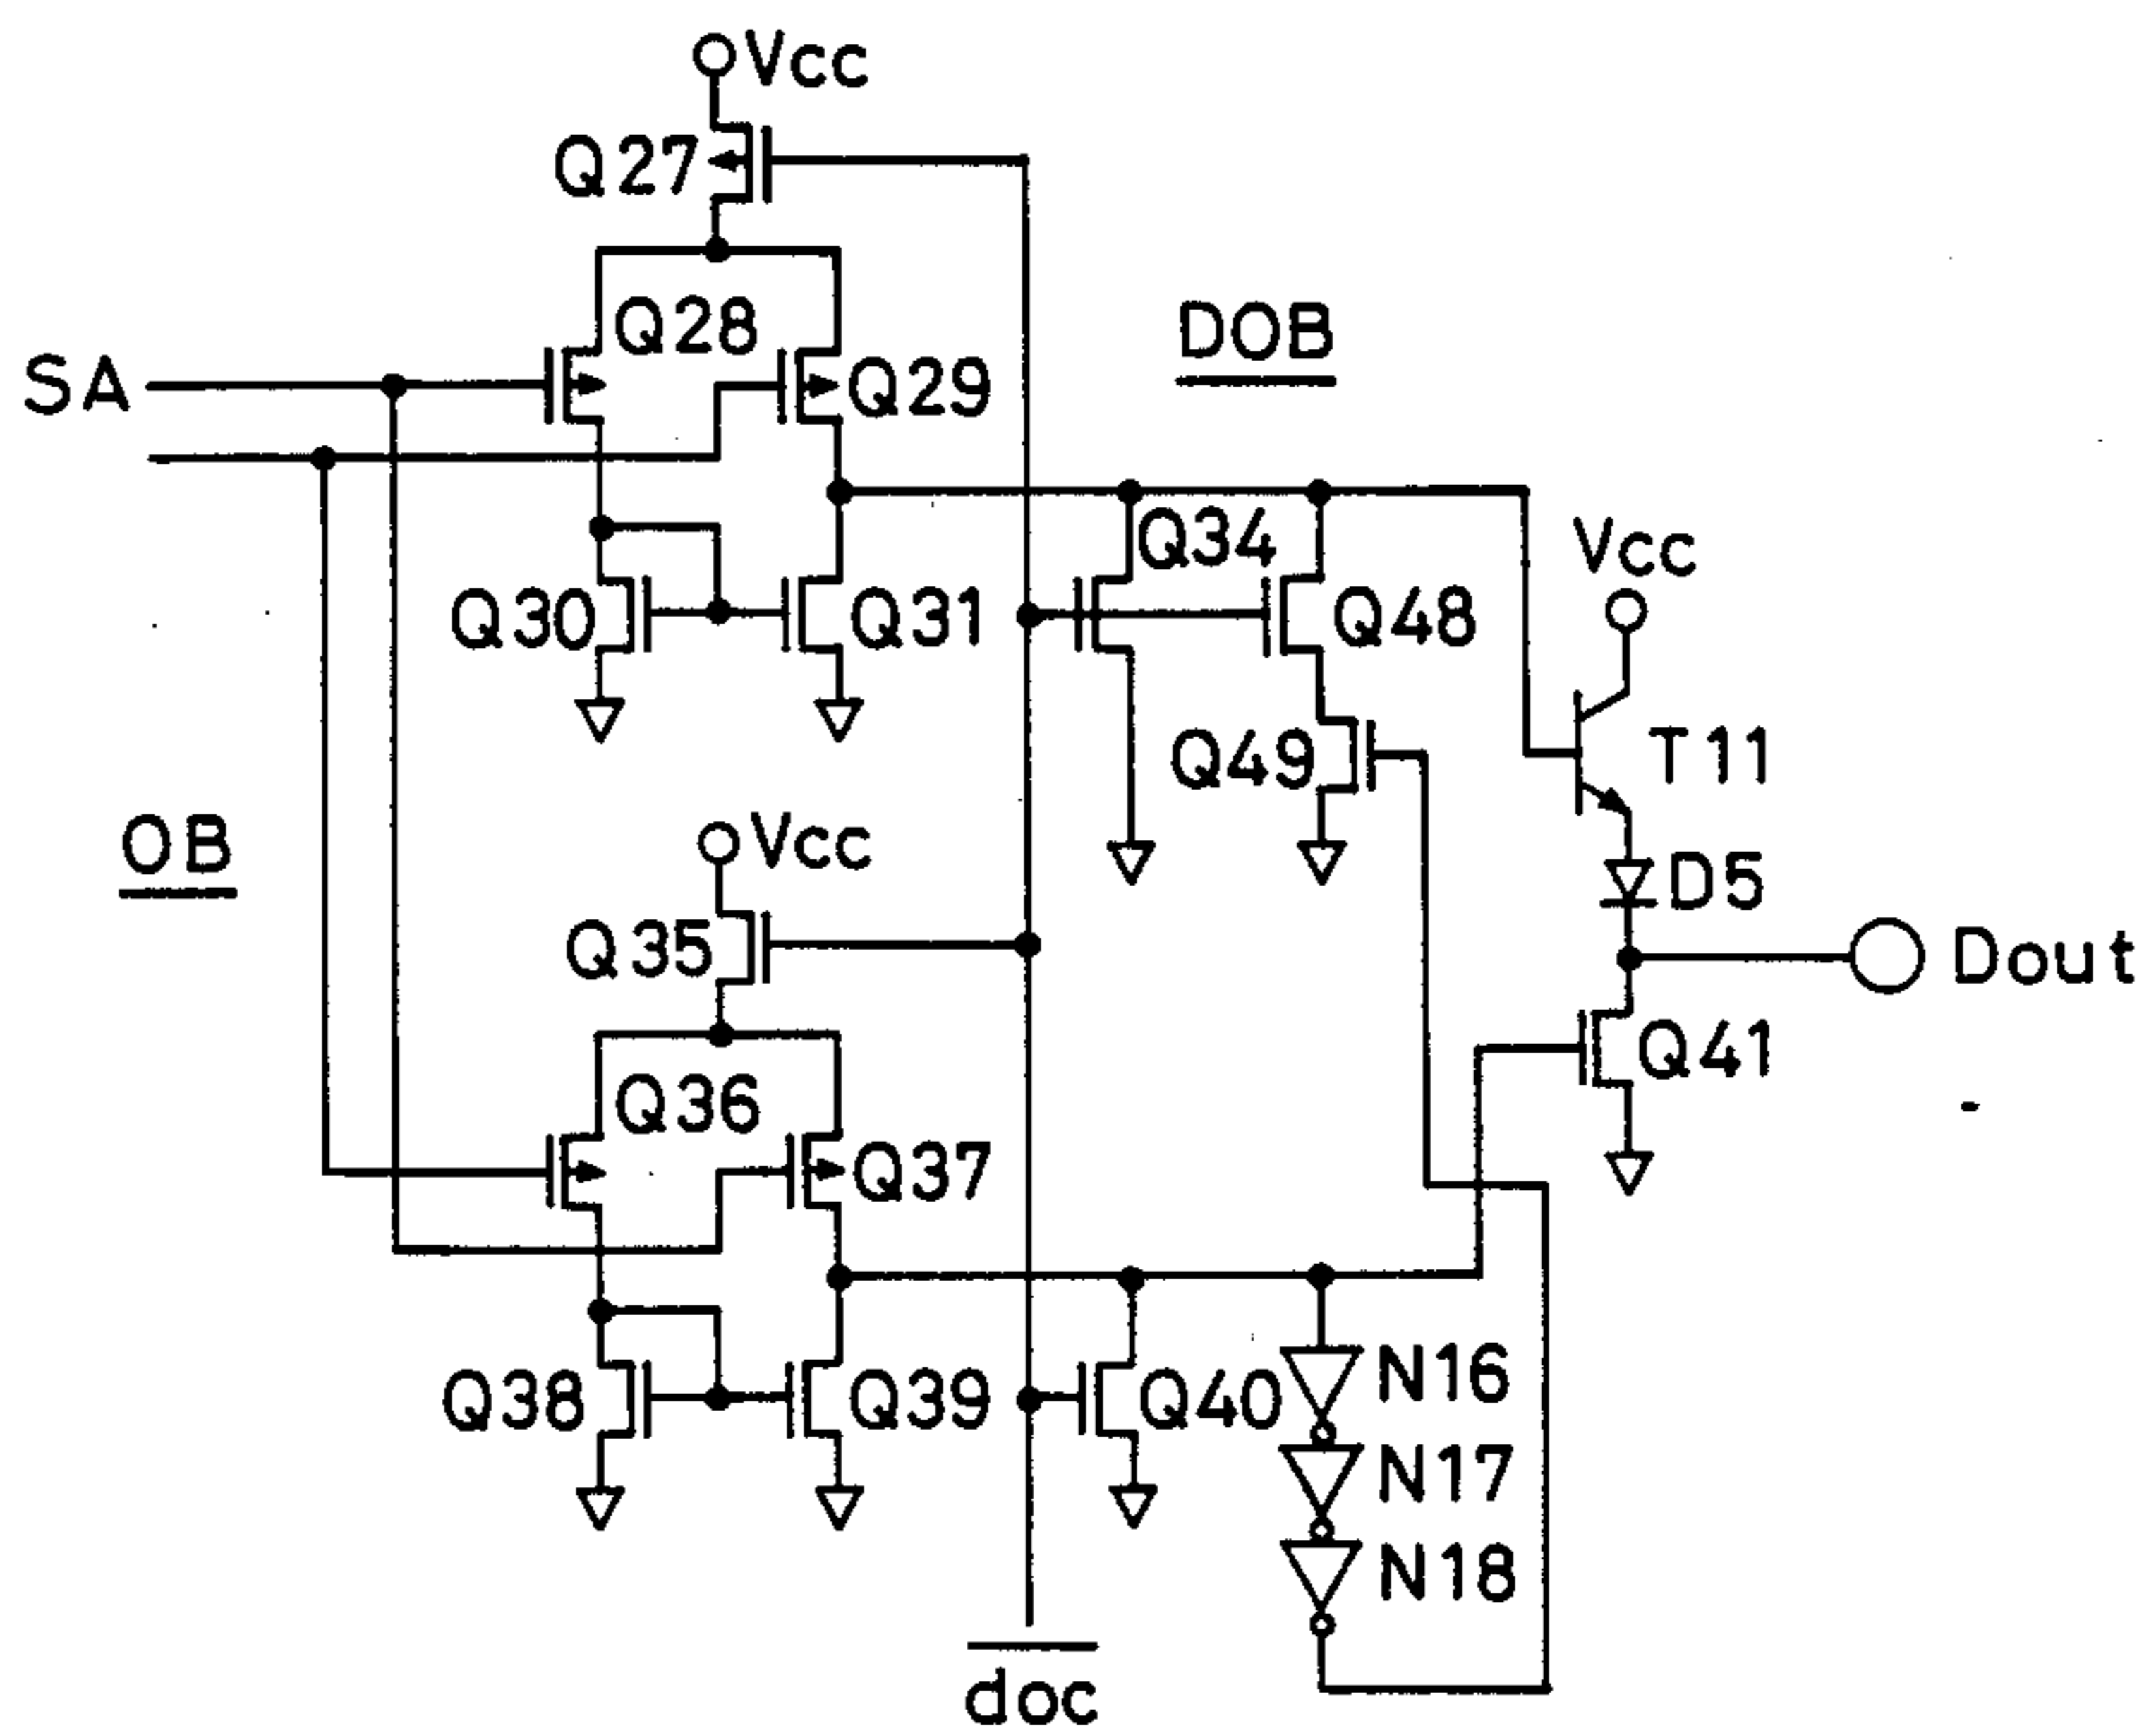 Vcc
Q27
Q28
DOB
SA
Q29
Q34
Vcc
Q30
Q31
Q48
Q49
T11
OB
Vcc
D5
Q35
Dout
Q41
Q36
Q37
Q38
Q39
Q40
N16
N17
N18
doc